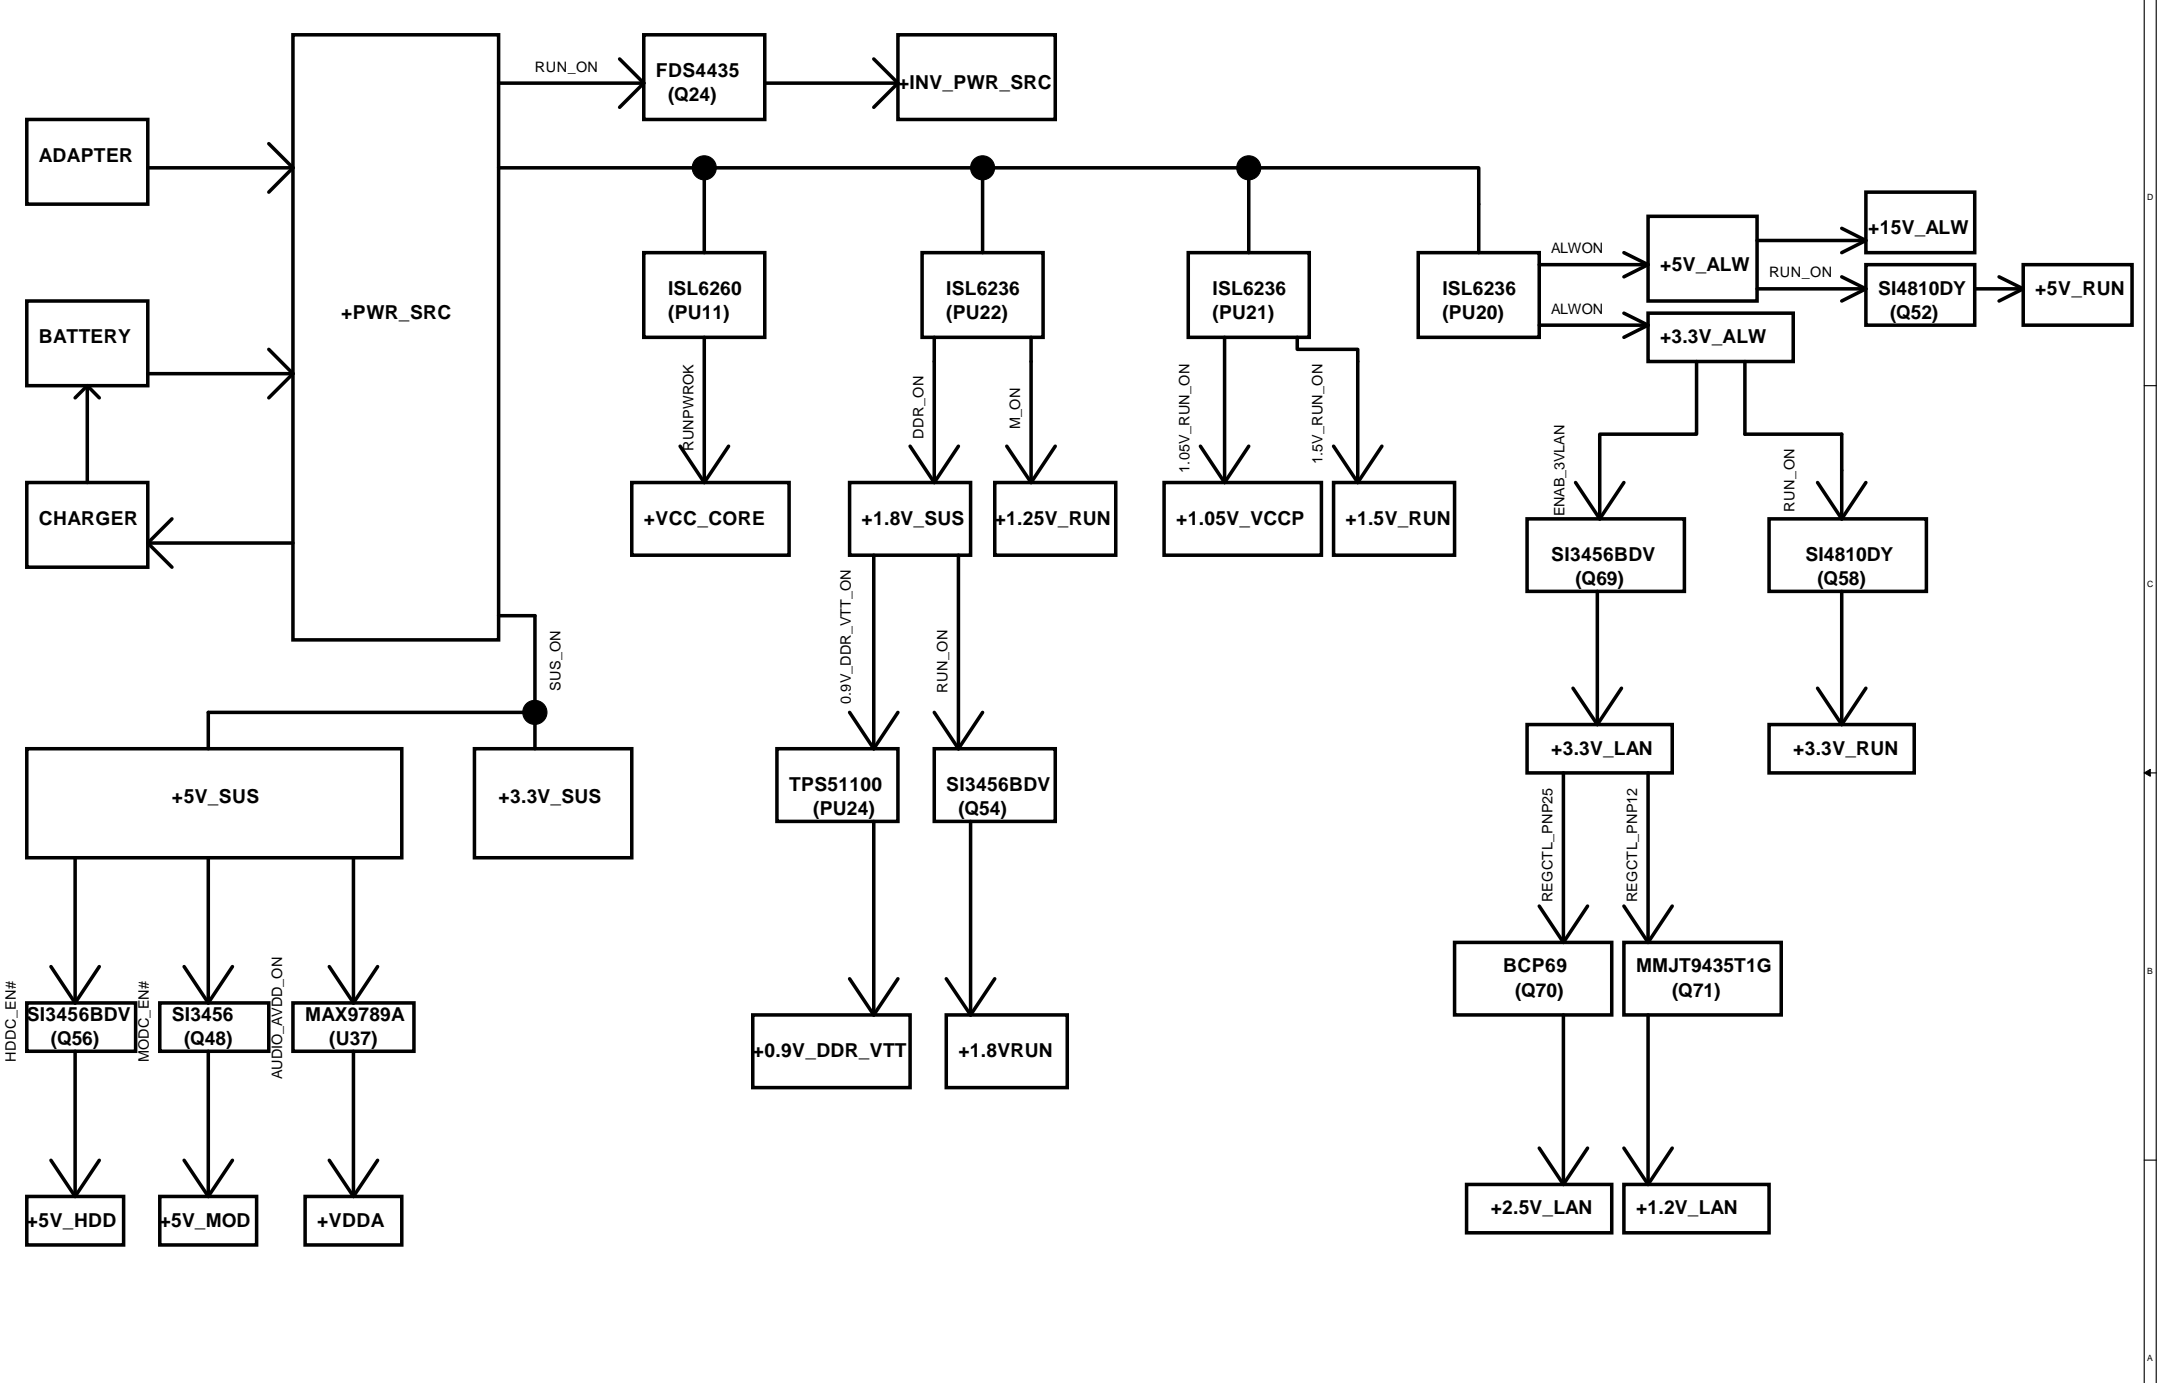 RUN_ON
FDS4435
(Q24)
+INV_PWR_SRC
ADAPTER
+PWR_SRC
BATTERY
CHARGER
ISL6260
(PU11)
ISL6236
(PU22)
ISL6236
(PU21)
ISL6236
(PU20)
ALWON
ALWON
+5V_ALW
+15V_ALW
RUN_ON
SI4810DY
(Q52)
+5V_RUN
+3.3V_ALW
RUNPWROK
DDR_ON
M_ON
1.05V_RUN_ON
1.5V_RUN_ON
ENAB_3VLAN
RUN_ON
+VCC_CORE
+1.8V_SUS
+1.25V_RUN
+1.05V_VCCP
+1.5V_RUN
SI3456BDV
(Q69)
SI4810DY
(Q58)
SUS_ON
0.9V_DDR_VTT_ON
RUN_ON
+5V_SUS
+3.3V_SUS
TPS51100
(PU24)
SI3456BDV
(Q54)
+3.3V_LAN
+3.3V_RUN
REGCTL_PNP25
REGCTL_PNP12
BCP69
(Q70)
MMJT9435T1G
(Q71)
HDDC_EN#
SI3456BDV
(Q56)
MODC_EN#
SI3456
(Q48)
AUDIO_AVDD_ON
MAX9789A
(U37)
+0.9V_DDR_VTT
+1.8VRUN
+5V_HDD
+5V_MOD
+VDDA
+2.5V_LAN
+1.2V_LAN
D
C
B
A